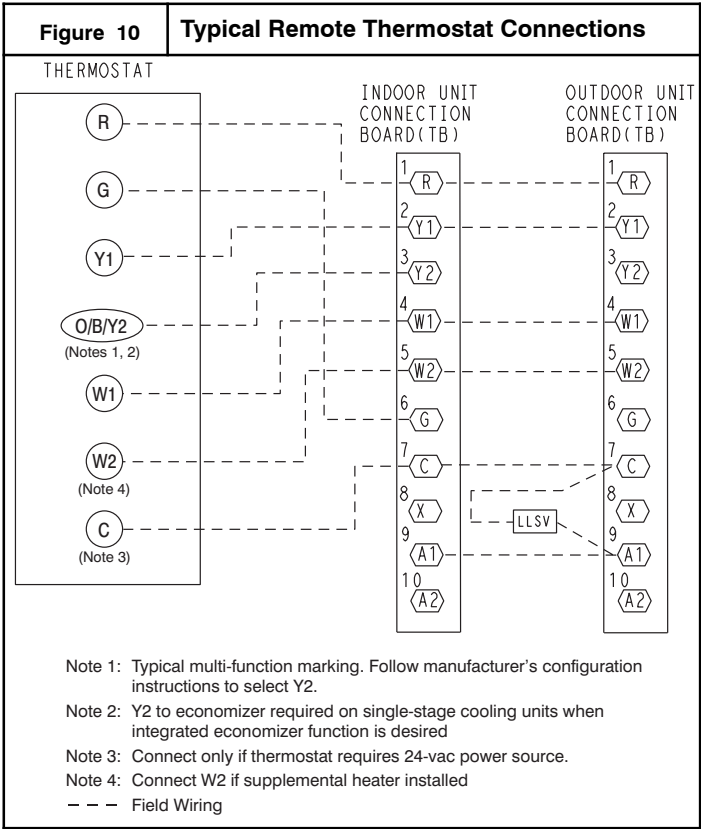 Figure 10
Typical Remote Thermostat Connections
THERMOSTAT
R
G
Y1
O/B/Y2
(Notes 1, 2)
W1
W2
(Note 4)
C
(Note 3)
INDOOR UNIT
CONNECTION
BOARD(TB)
1
R
2
Y1
3
Y2
4
W1
5
W2
6
G
7
C
8
X
9
A1
10
A2
LLSV
OUTDOOR UNIT
CONNECTION
BOARD(TB)
1
R
2
Y1
3
Y2
4
W1
5
W2
6
G
7
C
8
X
9
A1
10
A2
Note 1: Typical multi-function marking. Follow manufacturer's configuration
instructions to select Y2.
Note 2: Y2 to economizer required on single-stage cooling units when
integrated economizer function is desired
Note 3: Connect only if thermostat requires 24-vac power source.
Note 4: Connect W2 if supplemental heater installed
Field Wiring